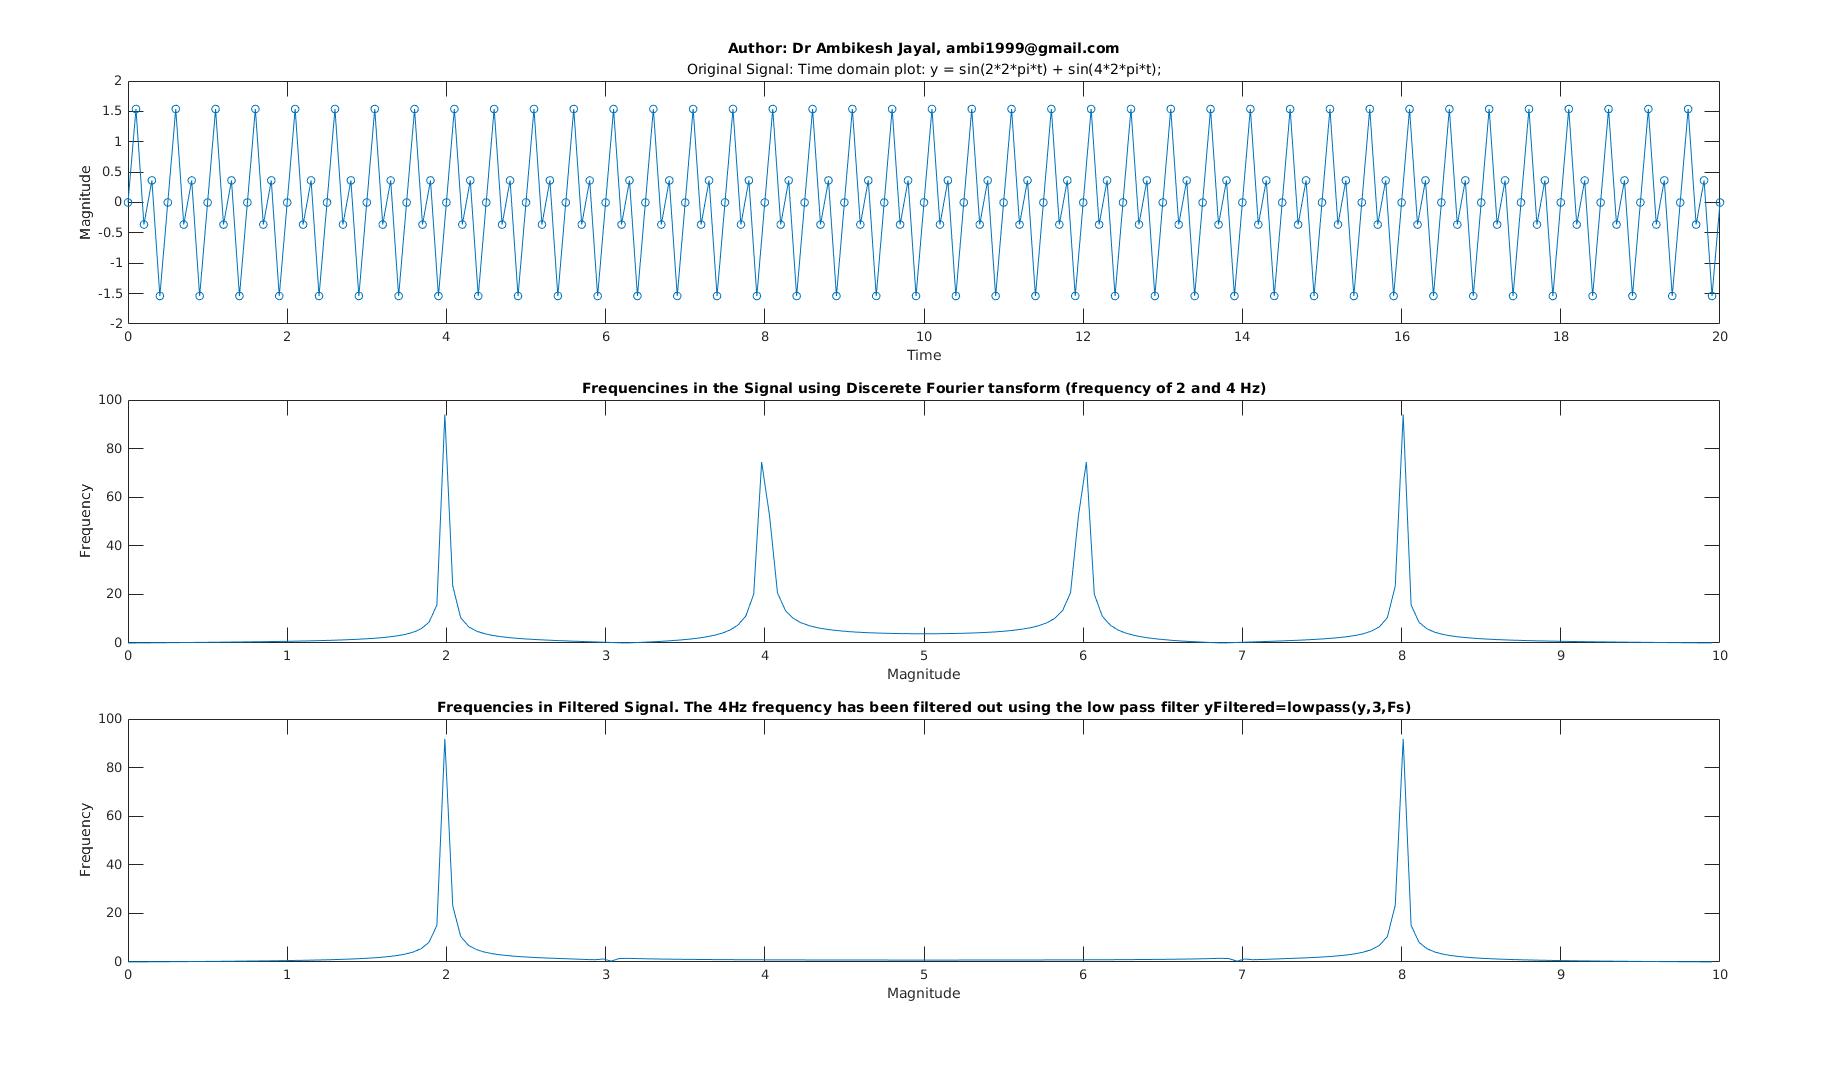 Author: Dr Ambikesh Jayal, ambi1999@gmail.com
Original Signal: Time domain plot: y = sin(2*2*pi*t) + sin(4*2*pi*t);
2
1.5
1
0.5
0
-0.5
-1
-1.5
-2
Magnitude
0 2 4 6 8 10 12 14 16 18 20
Time
Frequencines in the Signal using Discerete Fourier tansform (frequency of 2 and 4 Hz)
100
80
60
40
20
0
Frequency
0 1 2 3 4 5 6 7 8 9 10
Magnitude
Frequencies in Filtered Signal. The 4Hz frequency has been filtered out using the low pass filter yFiltered=lowpass(y,3,Fs)
100
80
60
40
20
0
Frequency
0 1 2 3 4 5 6 7 8 9 10
Magnitude